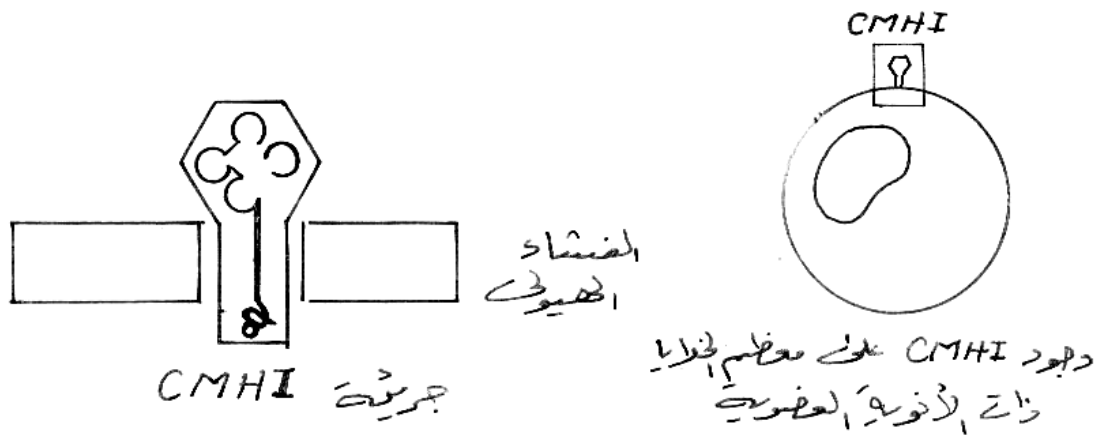 CMHI
الغشاء
الهيولي
جزيئة CMHI
وجود CMHI على معظم الخلايا
ذات الأنوية العضوية